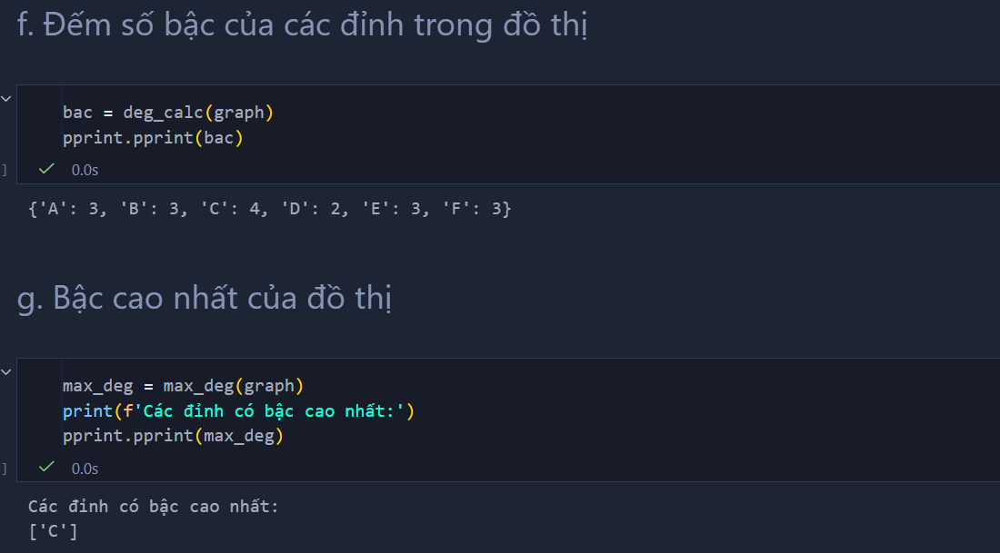 f. Đếm số bậc của các đỉnh trong đồ thị
bac = deg_calc(graph)
pprint.pprint(bac)
]
0.0s
{'A': 3, 'B': 3, 'C': 4, 'D': 2, 'E': 3, 'F': 3}
g. Bậc cao nhất của đồ thị
max_deg = max_deg(graph)
print(f'Các đỉnh có bậc cao nhất:')
pprint.pprint(max_deg)
]
0.0s
Các đỉnh có bậc cao nhất:
['C']